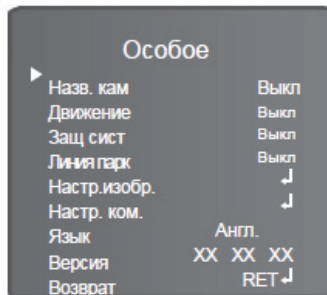 Особое
Назв. кам Выкл
Движение Выкл
Защ сист Выкл
Линия парк Выкл
Настр.изобр. ↲
Настр. ком. ↲
Язык Англ.
Версия XX XX XX
Возврат RET↲